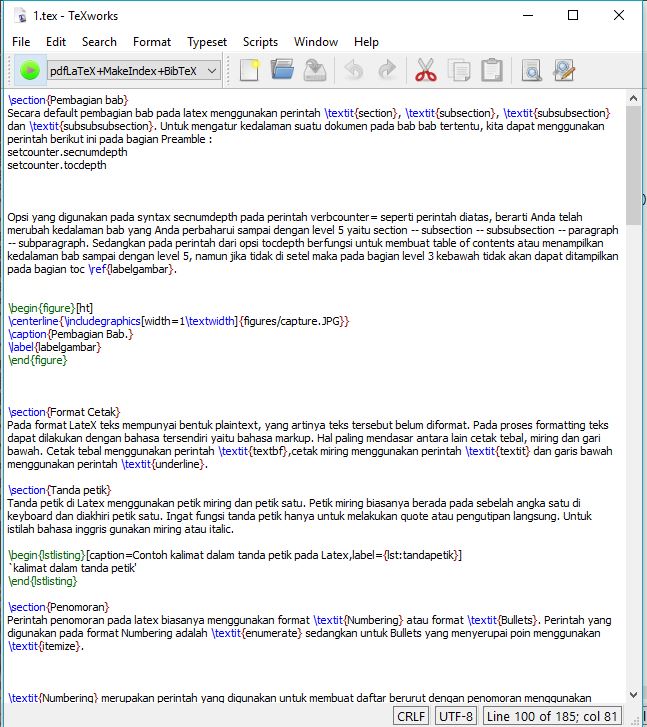 1.tex - TeXworks
File Edit Search Format Typeset Scripts Window Help
pdfLaTeX+MakeIndex+BibTeX
\section{Pembagian bab}
Secara default pembagian bab pada latex menggunakan perintah \textit{section}, \textit{subsection}, \textit{subsubsection}
dan \textit{subsubsubsection}. Untuk mengatur kedalaman suatu dokumen pada bab bab tertentu, kita dapat menggunakan
perintah berikut ini pada bagian Preamble :
setcounter.secnumdepth
setcounter.tocdepth
Opsi yang digunakan pada syntax secnumdepth pada perintah verbcounter= seperti perintah diatas, berarti Anda telah
merubah kedalaman bab yang Anda perbaharui sampai dengan level 5 yaitu section -- subsection -- subsubsection -- paragraph
-- subparagraph. Sedangkan pada perintah dari opsi tocdepth berfungsi untuk membuat table of contents atau menampilkan
kedalaman bab sampai dengan level 5, namun jika tidak di setel maka pada bagian level 3 kebawah tidak akan dapat ditampilkan
pada bagian toc \ref{labelgambar}.
\begin{figure}[ht]
\centerline{\includegraphics[width=1\textwidth]{figures/capture.JPG}}
\caption{Pembagian Bab.}
\label{labelgambar}
\end{figure}
\section{Format Cetak}
Pada format LateX teks mempunyai bentuk plaintext, yang artinya teks tersebut belum diformat. Pada proses formatting teks
dapat dilakukan dengan bahasa tersendiri yaitu bahasa markup. Hal paling mendasar antara lain cetak tebal, miring dan gari
bawah. Cetak tebal menggunakan perintah \textit{textbf},cetak miring menggunakan perintah \textit{textit} dan garis bawah
menggunakan perintah \textit{underline}.
\section{Tanda petik}
Tanda petik di Latex menggunakan petik miring dan petik satu. Petik miring biasanya berada pada sebelah angka satu di
keyboard dan diakhiri petik satu. Ingat fungsi tanda petik hanya untuk melakukan quote atau pengutipan langsung. Untuk
istilah bahasa inggris gunakan miring atau italic.
\begin{lstlisting}[caption=Contoh kalimat dalam tanda petik pada Latex,label={lst:tandapetik}]
`kalimat dalam tanda petik'
\end{lstlisting}
\section{Penomoran}
Perintah penomoran pada latex biasanya menggunakan format \textit{Numbering} atau format \textit{Bullets}. Perintah yang
digunakan pada format Numbering adalah \textit{enumerate} sedangkan untuk Bullets yang menyerupai poin menggunakan
\textit{itemize}.
\textit{Numbering} merupakan perintah yang digunakan untuk membuat daftar berurut dengan penomoran menggunakan
CRLF UTF-8 Line 100 of 185; col 81